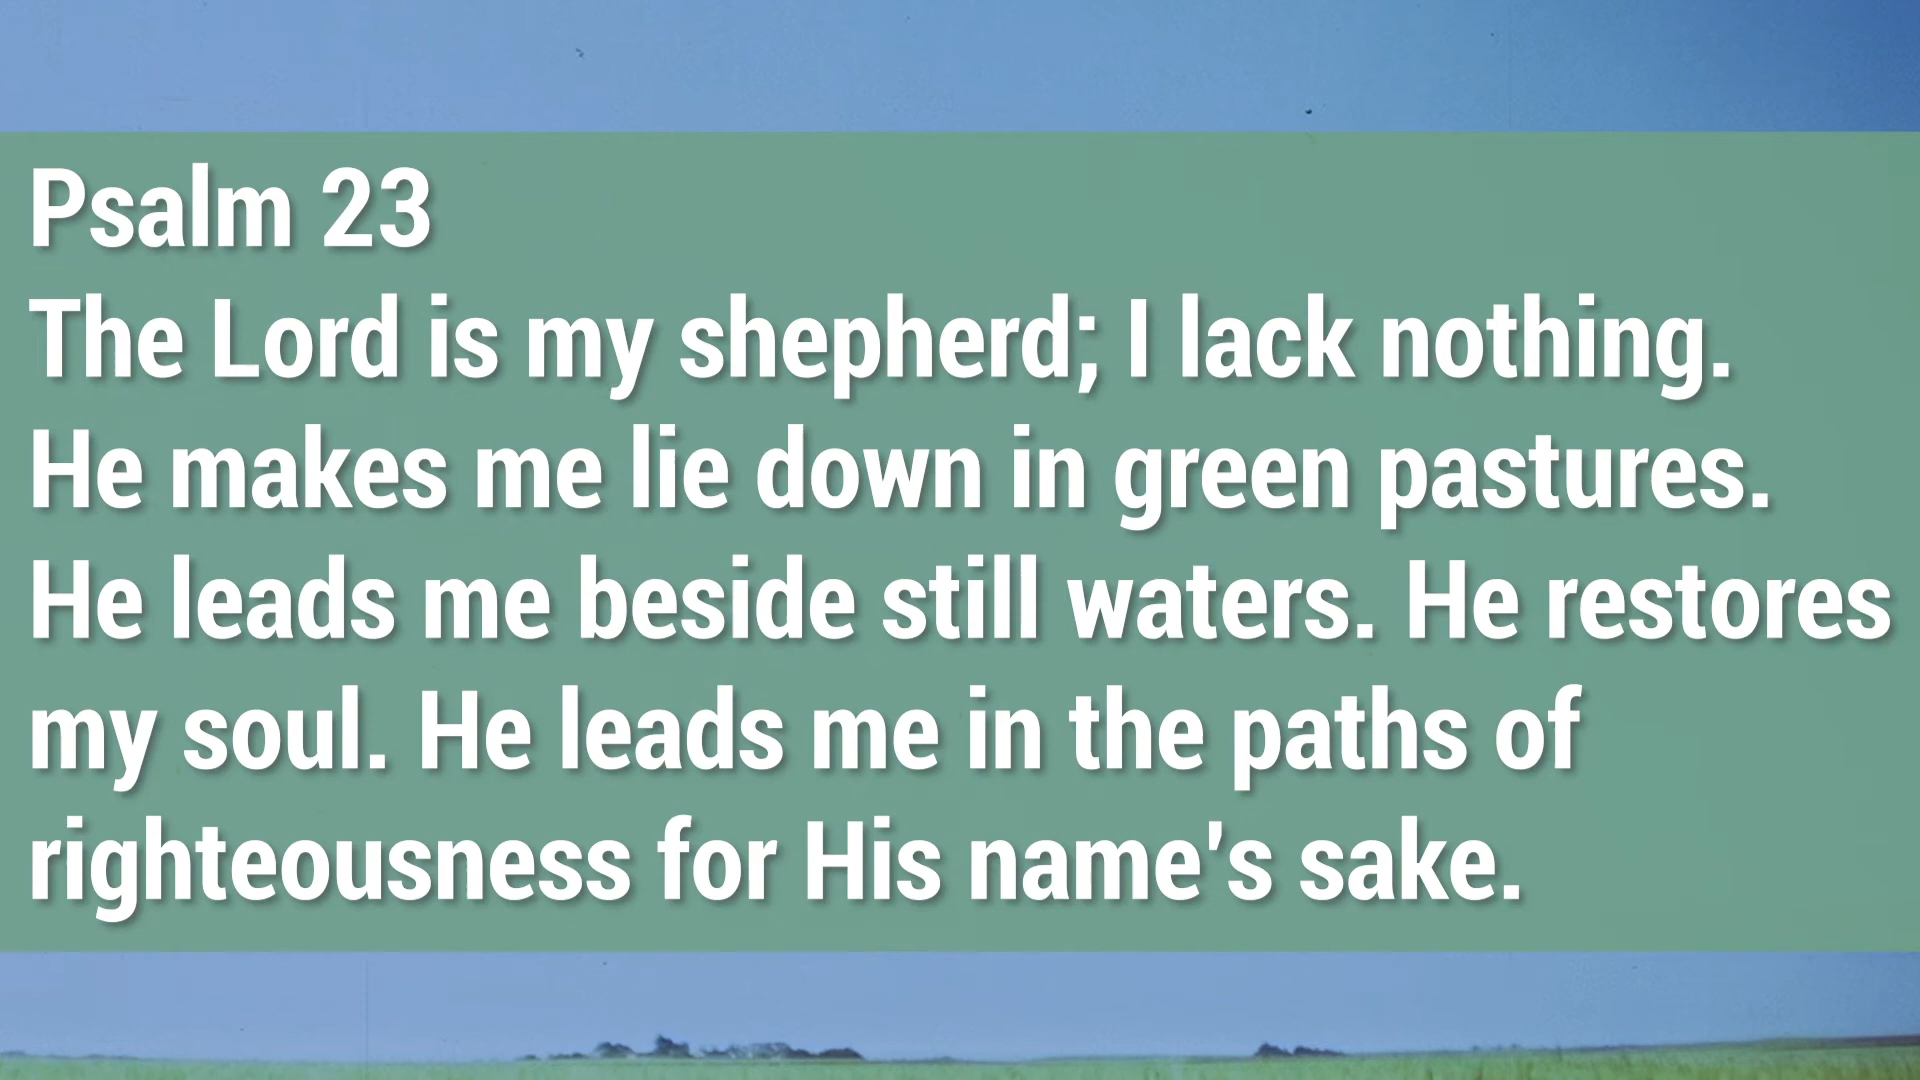 Psalm 23
The Lord is my shepherd; I lack nothing.
He makes me lie down in green pastures.
He leads me beside still waters. He restores
my soul. He leads me in the paths of
righteousness for His name's sake.